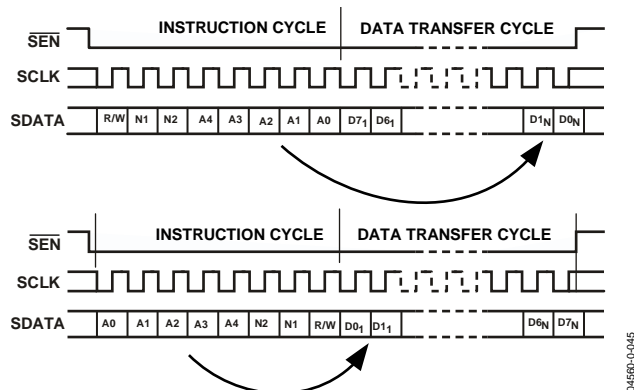 INSTRUCTION CYCLE DATA TRANSFER CYCLE
SEN
SCLK
SDATA R/W N1 N2 A4 A3 A2 A1 A0 D71 D61 D1N D0N
INSTRUCTION CYCLE DATA TRANSFER CYCLE
SEN
SCLK
SDATA A0 A1 A2 A3 A4 N2 N1 R/W D01 D11 D6N D7N
04560-0-045